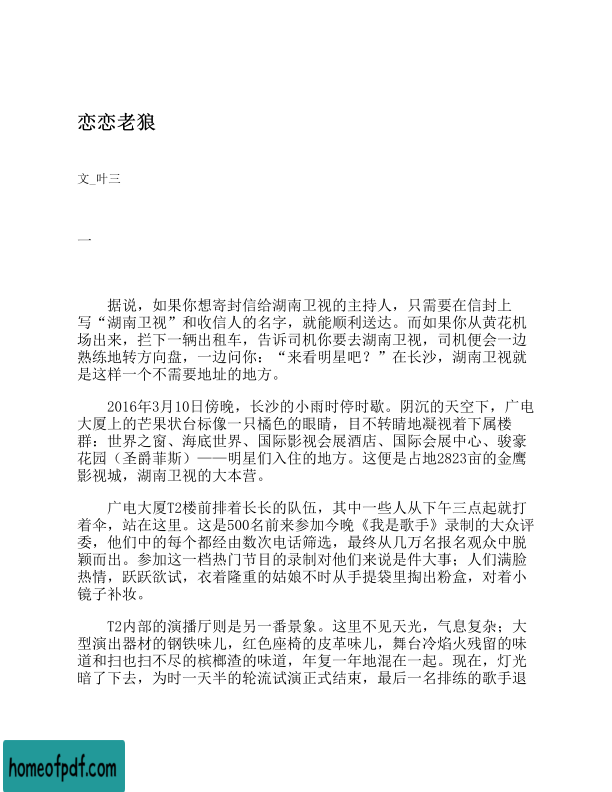 恋恋老狼
文_叶三
一
据说，如果你想寄封信给湖南卫视的主持人，只需要在信封上
写“湖南卫视”和收信人的名字，就能顺利送达。而如果你从黄花机
场出来，拦下一辆出租车，告诉司机你要去湖南卫视，司机便会一边
熟练地转方向盘，一边问你：“来看明星吧？”在长沙，湖南卫视就
是这样一个不需要地址的地方。
2016年3月10日傍晚，长沙的小雨时停时歇。阴沉的天空下，广电
大厦上的芒果状台标像一只橘色的眼睛，目不转睛地凝视着下属楼
群：世界之窗、海底世界、国际影视会展酒店、国际会展中心、骏豪
花园（圣爵菲斯）——明星们入住的地方。这便是占地2823亩的金鹰
影视城，湖南卫视的大本营。
广电大厦T2楼前排着长长的队伍，其中一些人从下午三点起就打
着伞，站在这里。这是500名前来参加今晚《我是歌手》录制的大众评
委，他们中的每个都经由数次电话筛选，最终从几万名报名观众中脱
颖而出。参加这一档热门节目的录制对他们来说是件大事；人们满脸
热情，跃跃欲试，衣着隆重的姑娘不时从手提袋里掏出粉盒，对着小
镜子补妆。
T2内部的演播厅则是另一番景象。这里不见天光，气息复杂；大
型演出器材的钢铁味儿，红色座椅的皮革味儿，舞台冷焰火残留的味
道和扫也扫不尽的槟榔渣的味道，年复一年地混在一起。现在，灯光
暗了下去，为时一天半的轮流试演正式结束，最后一名排练的歌手退
homeofpdf.com